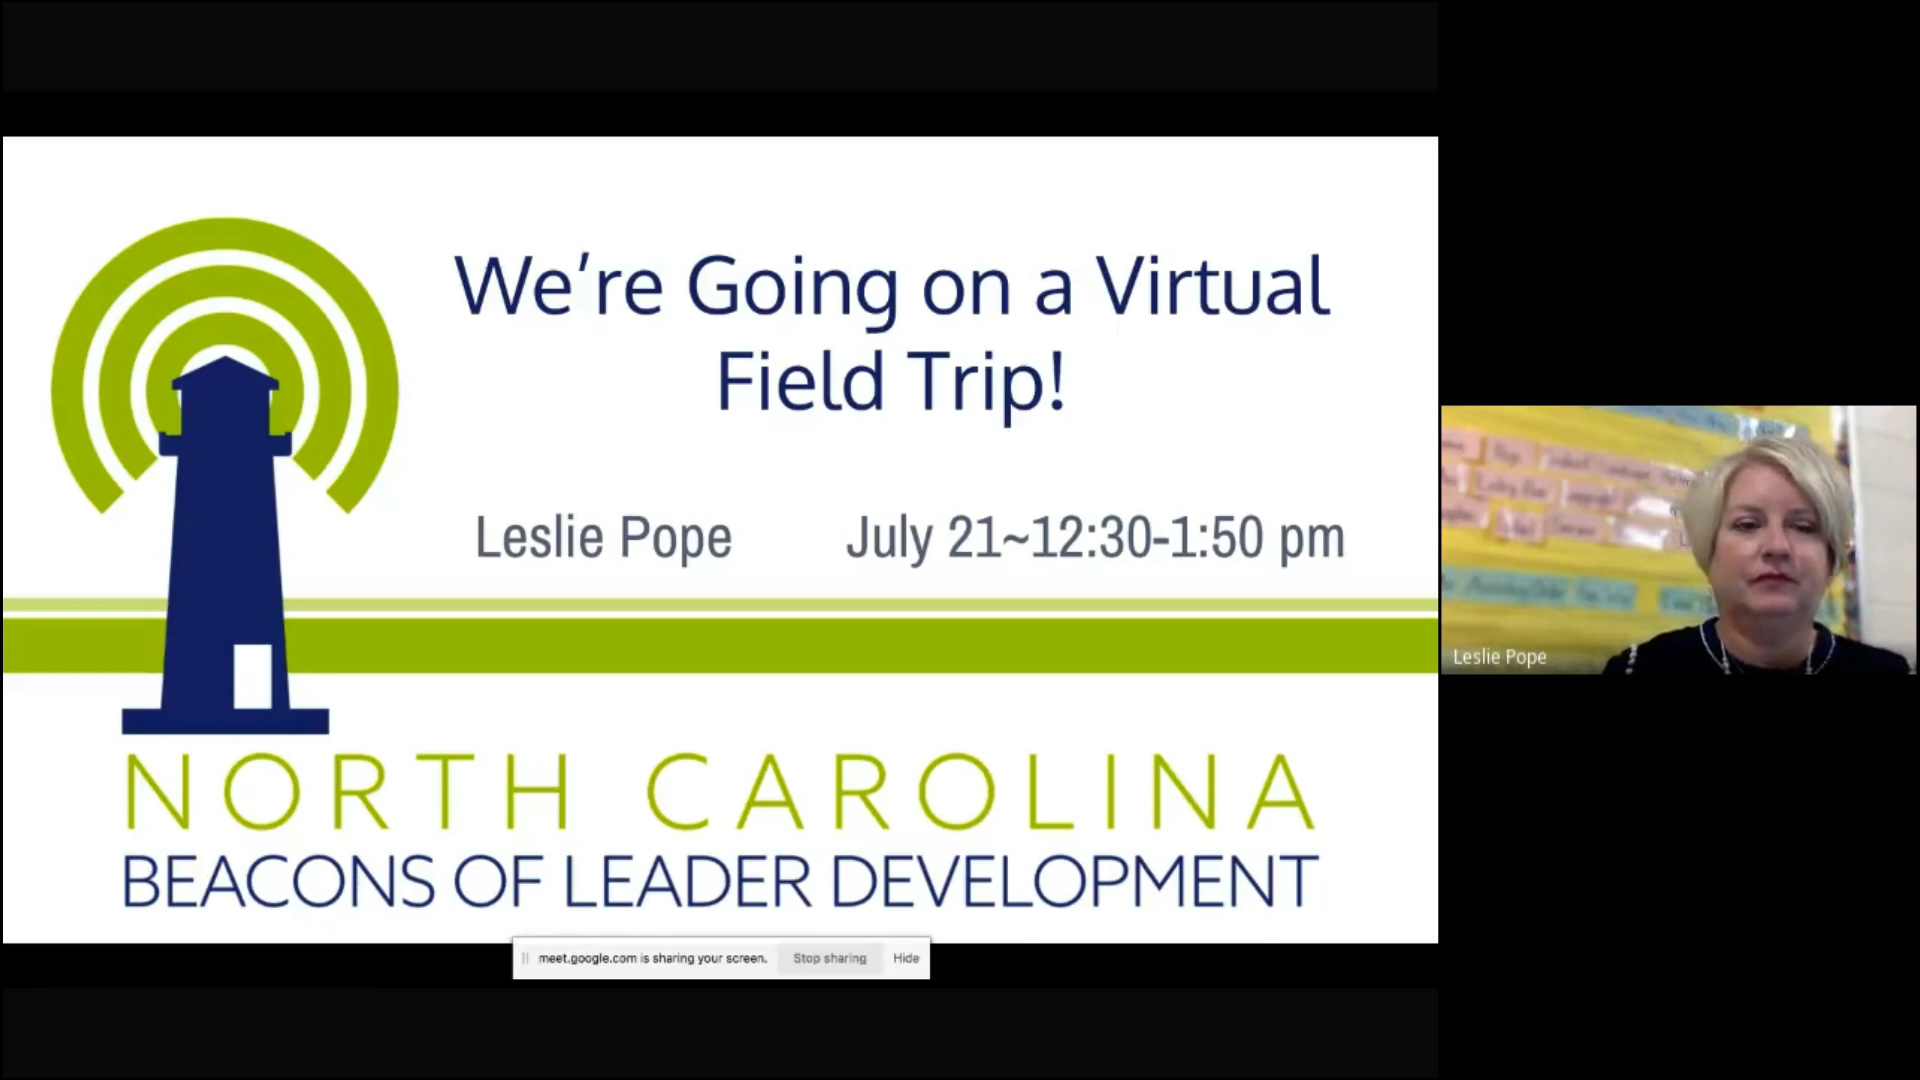 We're Going on a Virtual
Field Trip!
Leslie Pope
July 21~12:30-1:50 pm
NORTH CAROLINA
BEACONS OF LEADER DEVELOPMENT
meet.google.com is sharing your screen.
Stop sharing
Hide
Leslie Pope